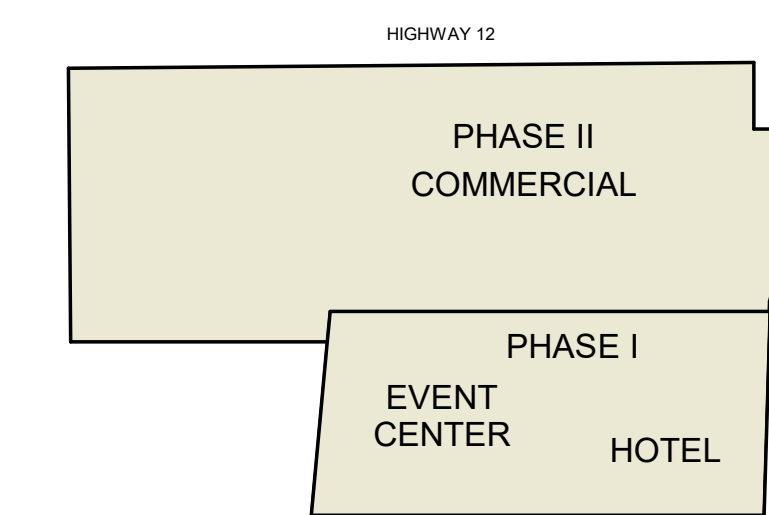 HIGHWAY 12
PHASE II
COMMERCIAL
PHASE I
EVENT
CENTER
HOTEL